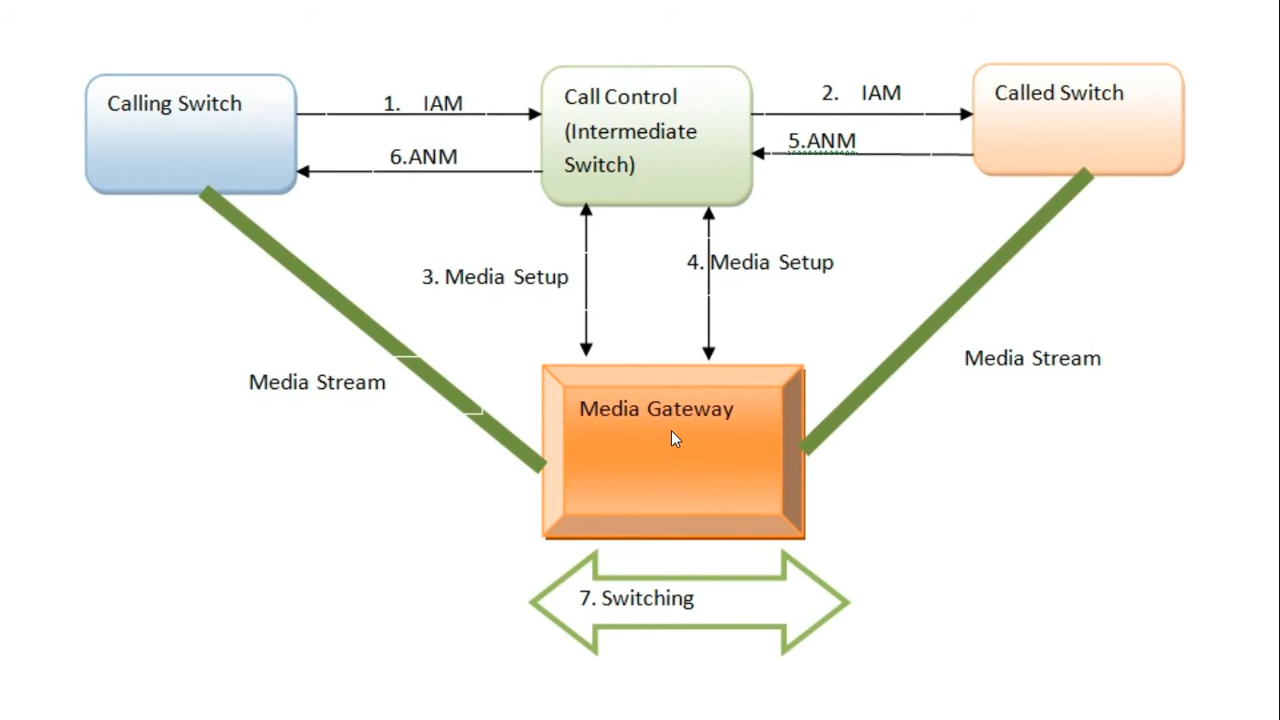 Calling Switch
1. IAM
6.ANM
Call Control
(Intermediate
Switch)
2. IAM
5.ANM
Called Switch
3. Media Setup
4. Media Setup
Media Stream
Media Stream
Media Gateway
7. Switching